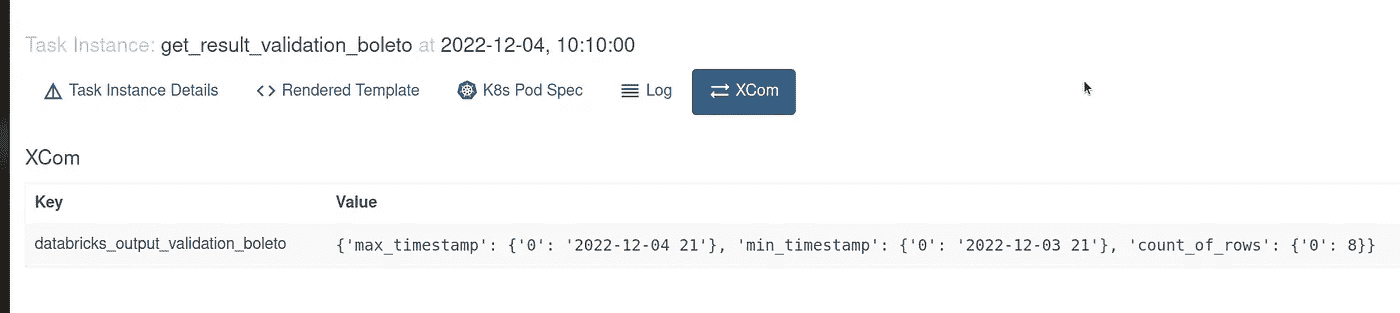 Task Instance: get_result_validation_boleto at 2022-12-04, 10:10:00
Task Instance Details <> Rendered Template K8s Pod Spec Log XCom
XCom
Key Value
databricks_output_validation_boleto {'max_timestamp': {'0': '2022-12-04 21'}, 'min_timestamp': {'0': '2022-12-03 21'}, 'count_of_rows': {'0': 8}}